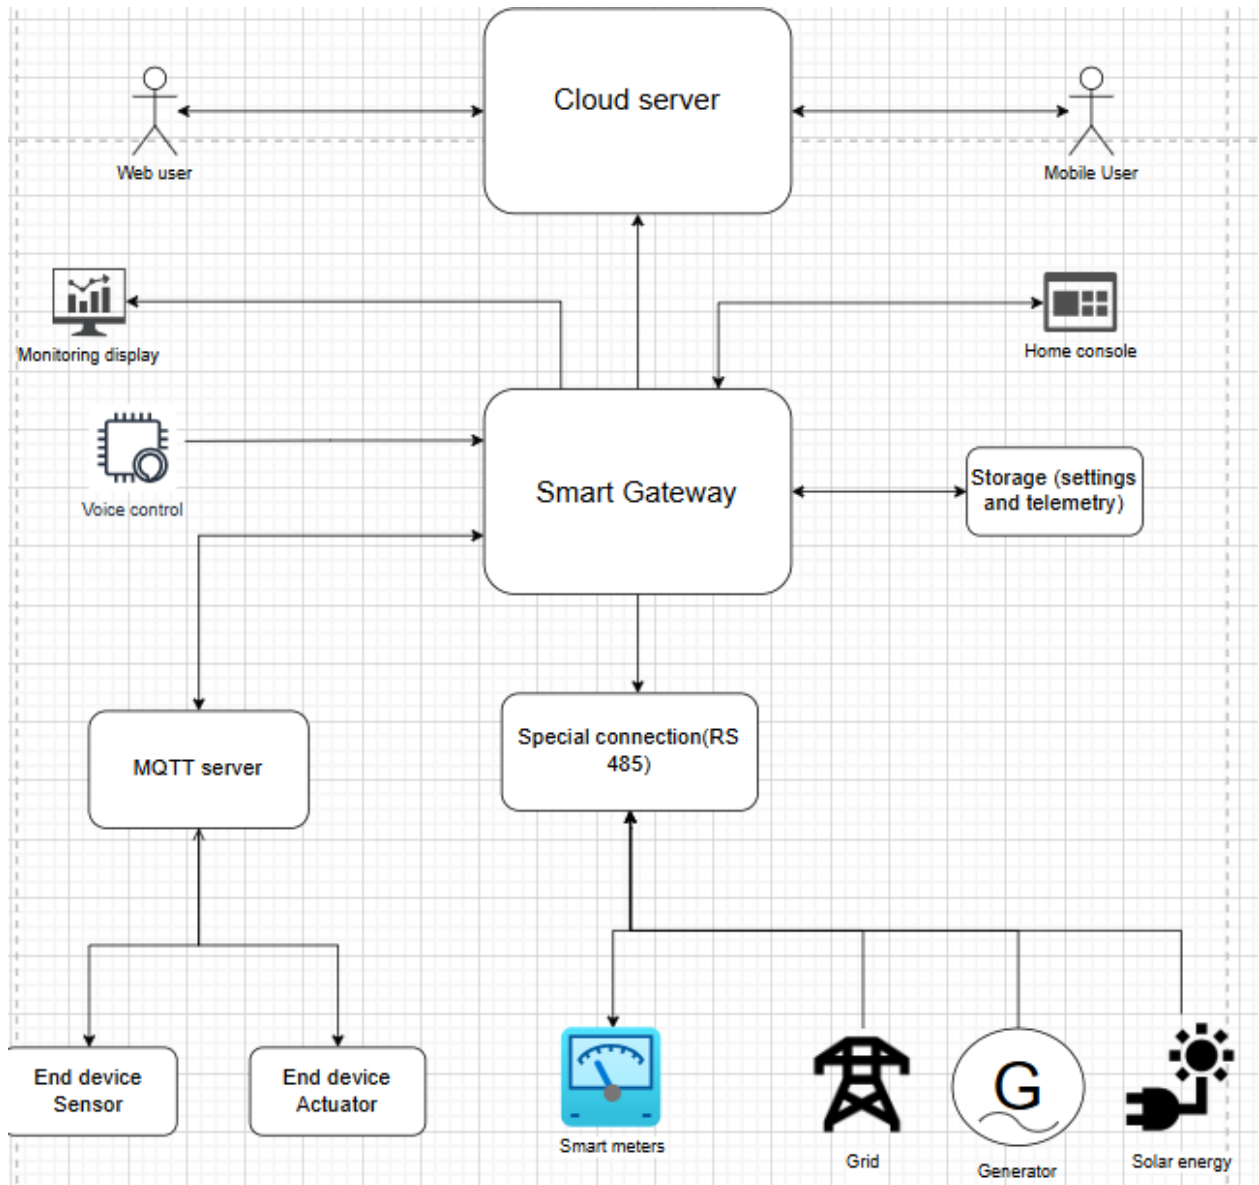 Cloud server
Web user
Mobile User
Monitoring display
Home console
Voice control
Smart Gateway
Storage (settings
and telemetry)
MQTT server
Special connection(RS
485)
End device
Sensor
End device
Actuator
Smart meters
Grid
G
Generator
Solar energy